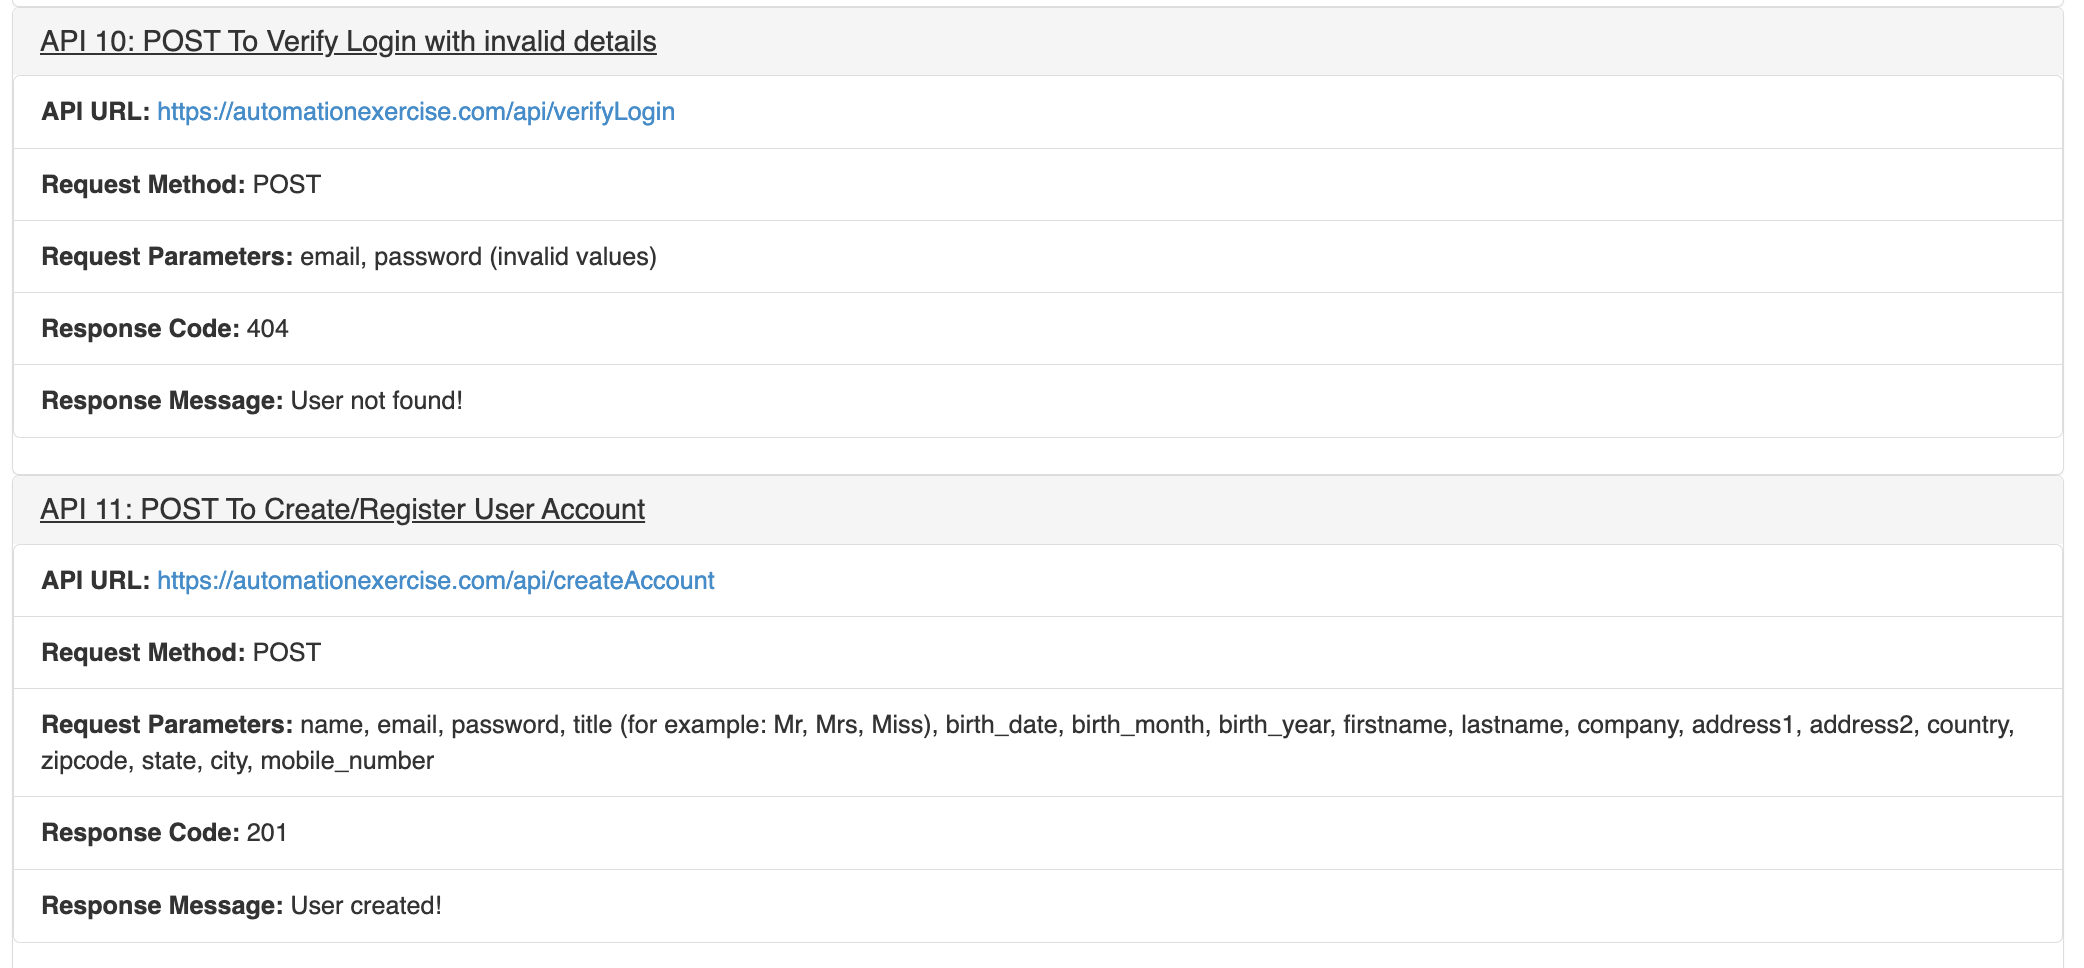 API 10: POST To Verify Login with invalid details
API URL: https://automationexercise.com/api/verifyLogin
Request Method: POST
Request Parameters: email, password (invalid values)
Response Code: 404
Response Message: User not found!
API 11: POST To Create/Register User Account
API URL: https://automationexercise.com/api/createAccount
Request Method: POST
Request Parameters: name, email, password, title (for example: Mr, Mrs, Miss), birth_date, birth_month, birth_year, firstname, lastname, company, address1, address2, country,
zipcode, state, city, mobile_number
Response Code: 201
Response Message: User created!